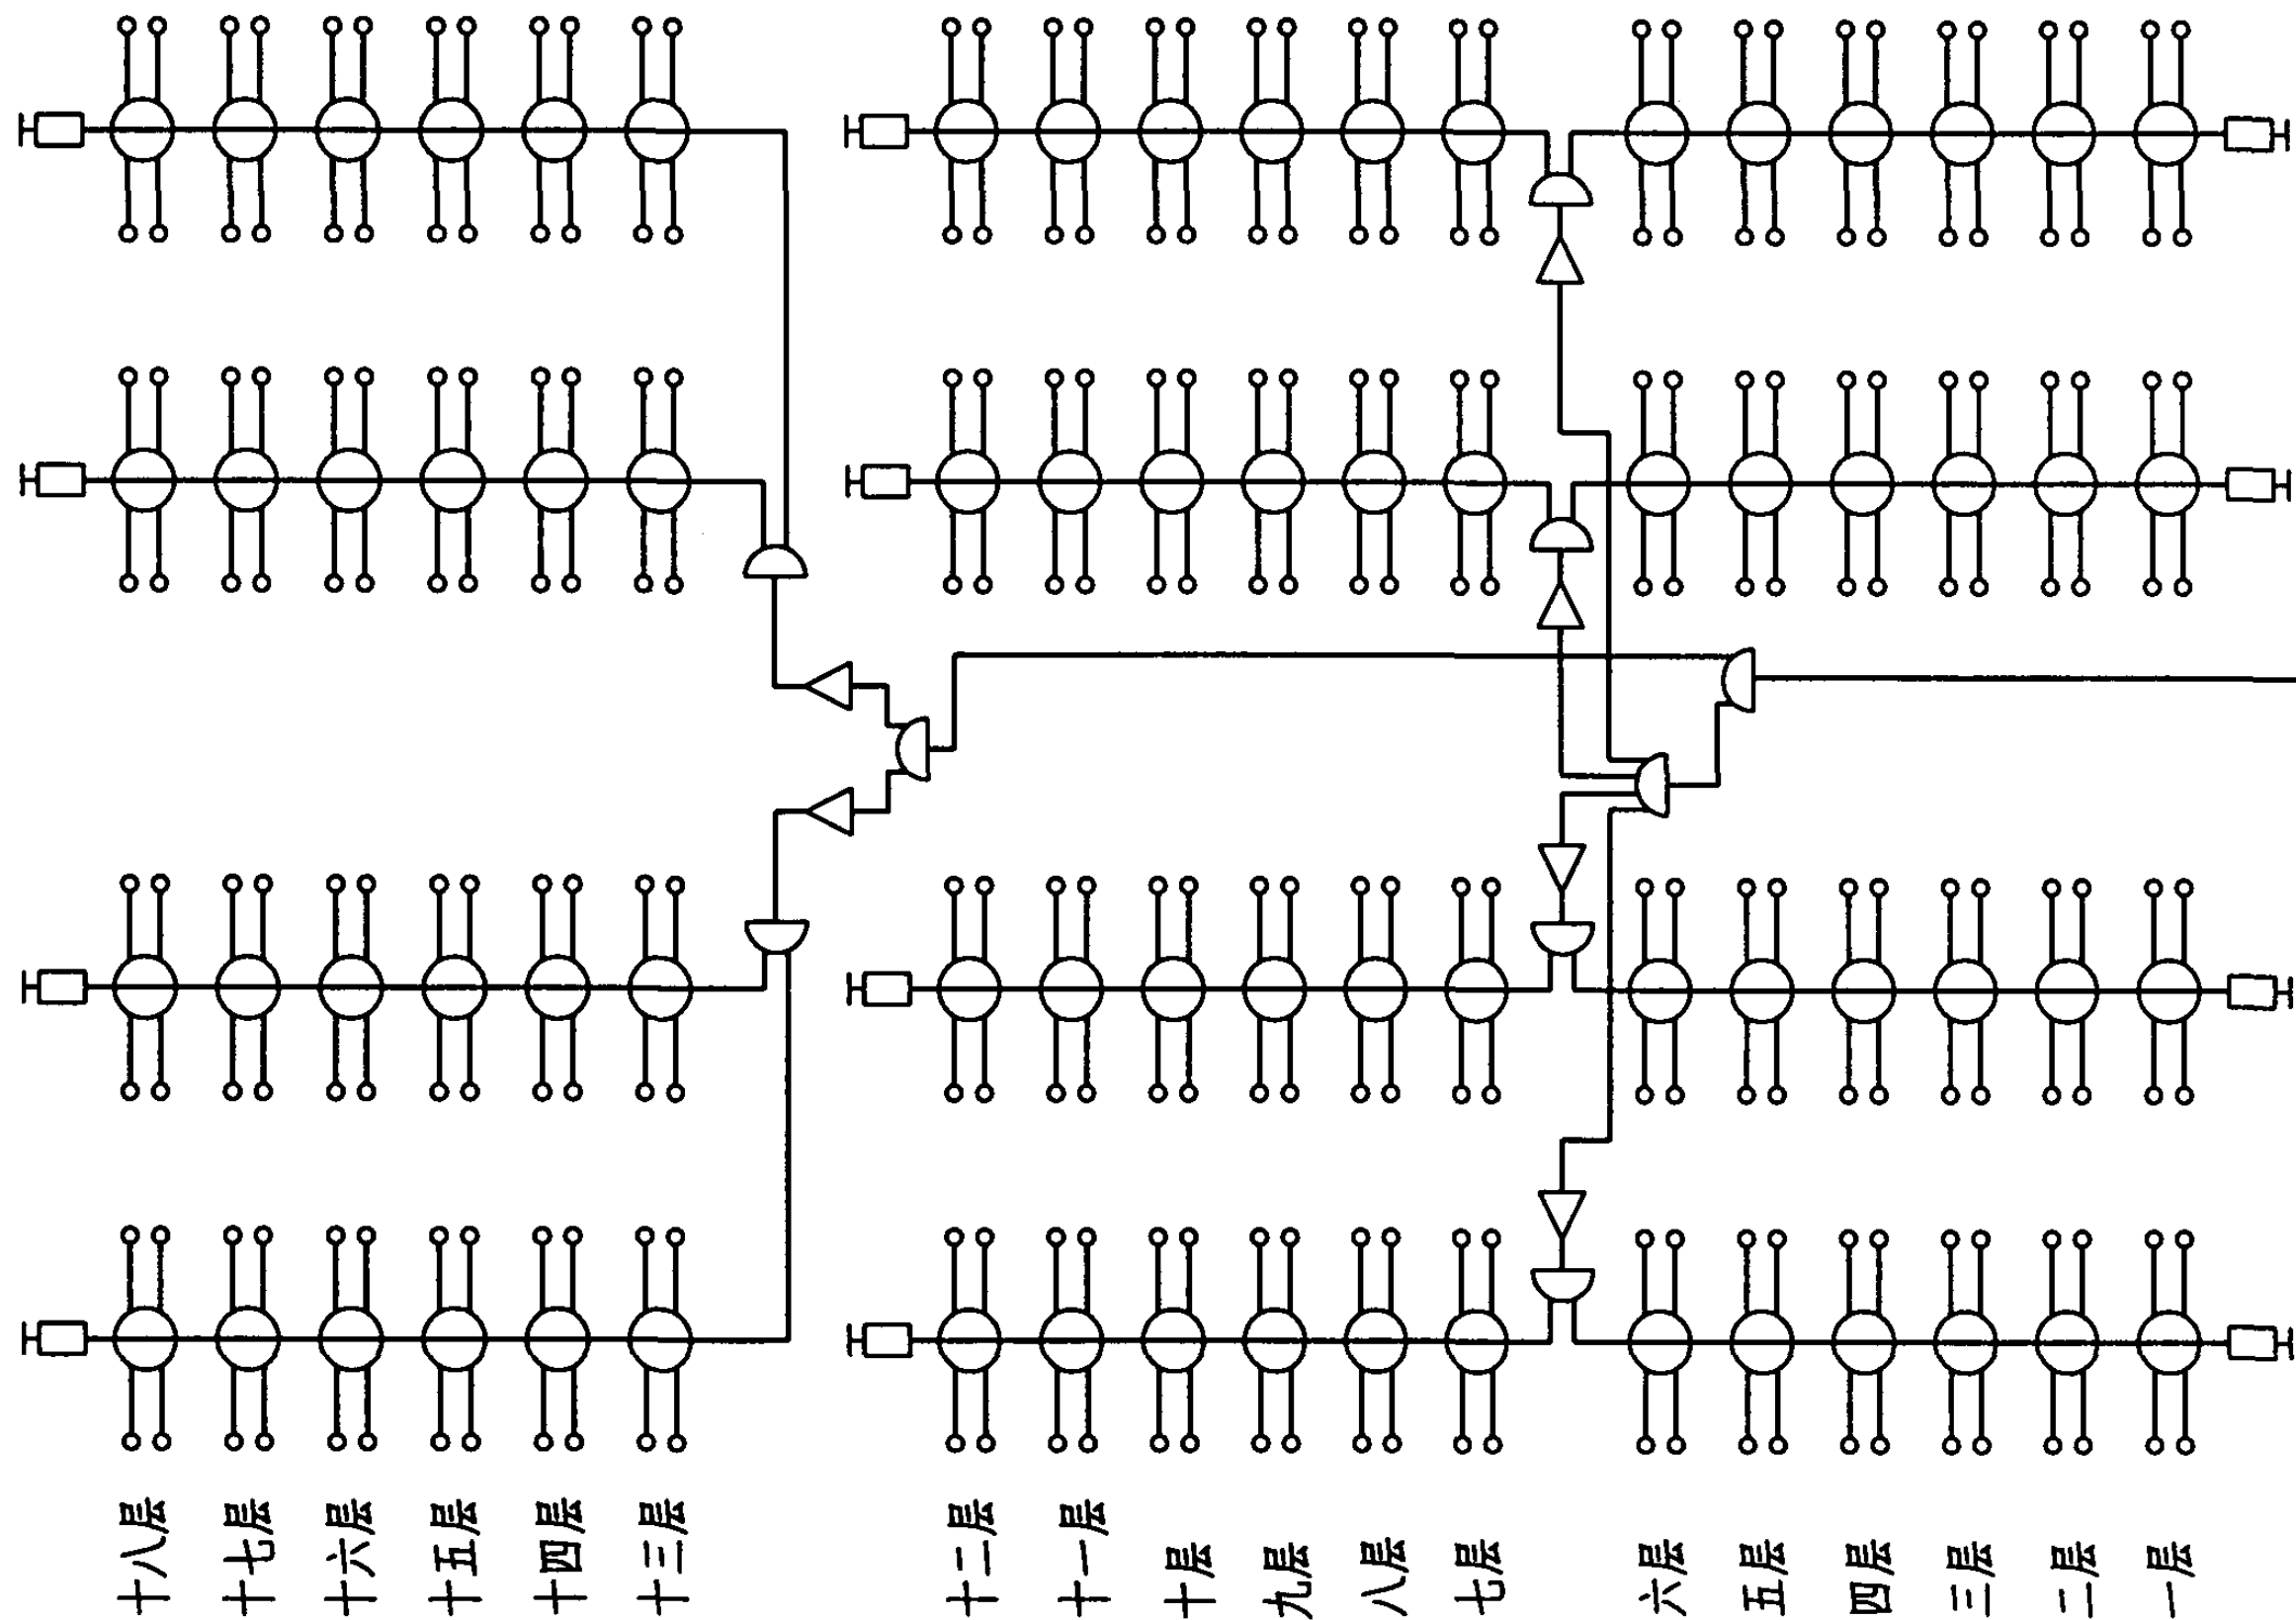 十八层
十七层
十六层
十五层
十四层
十三层
十二层
十一层
十层
九层
八层
七层
六层
五层
四层
三层
二层
一层